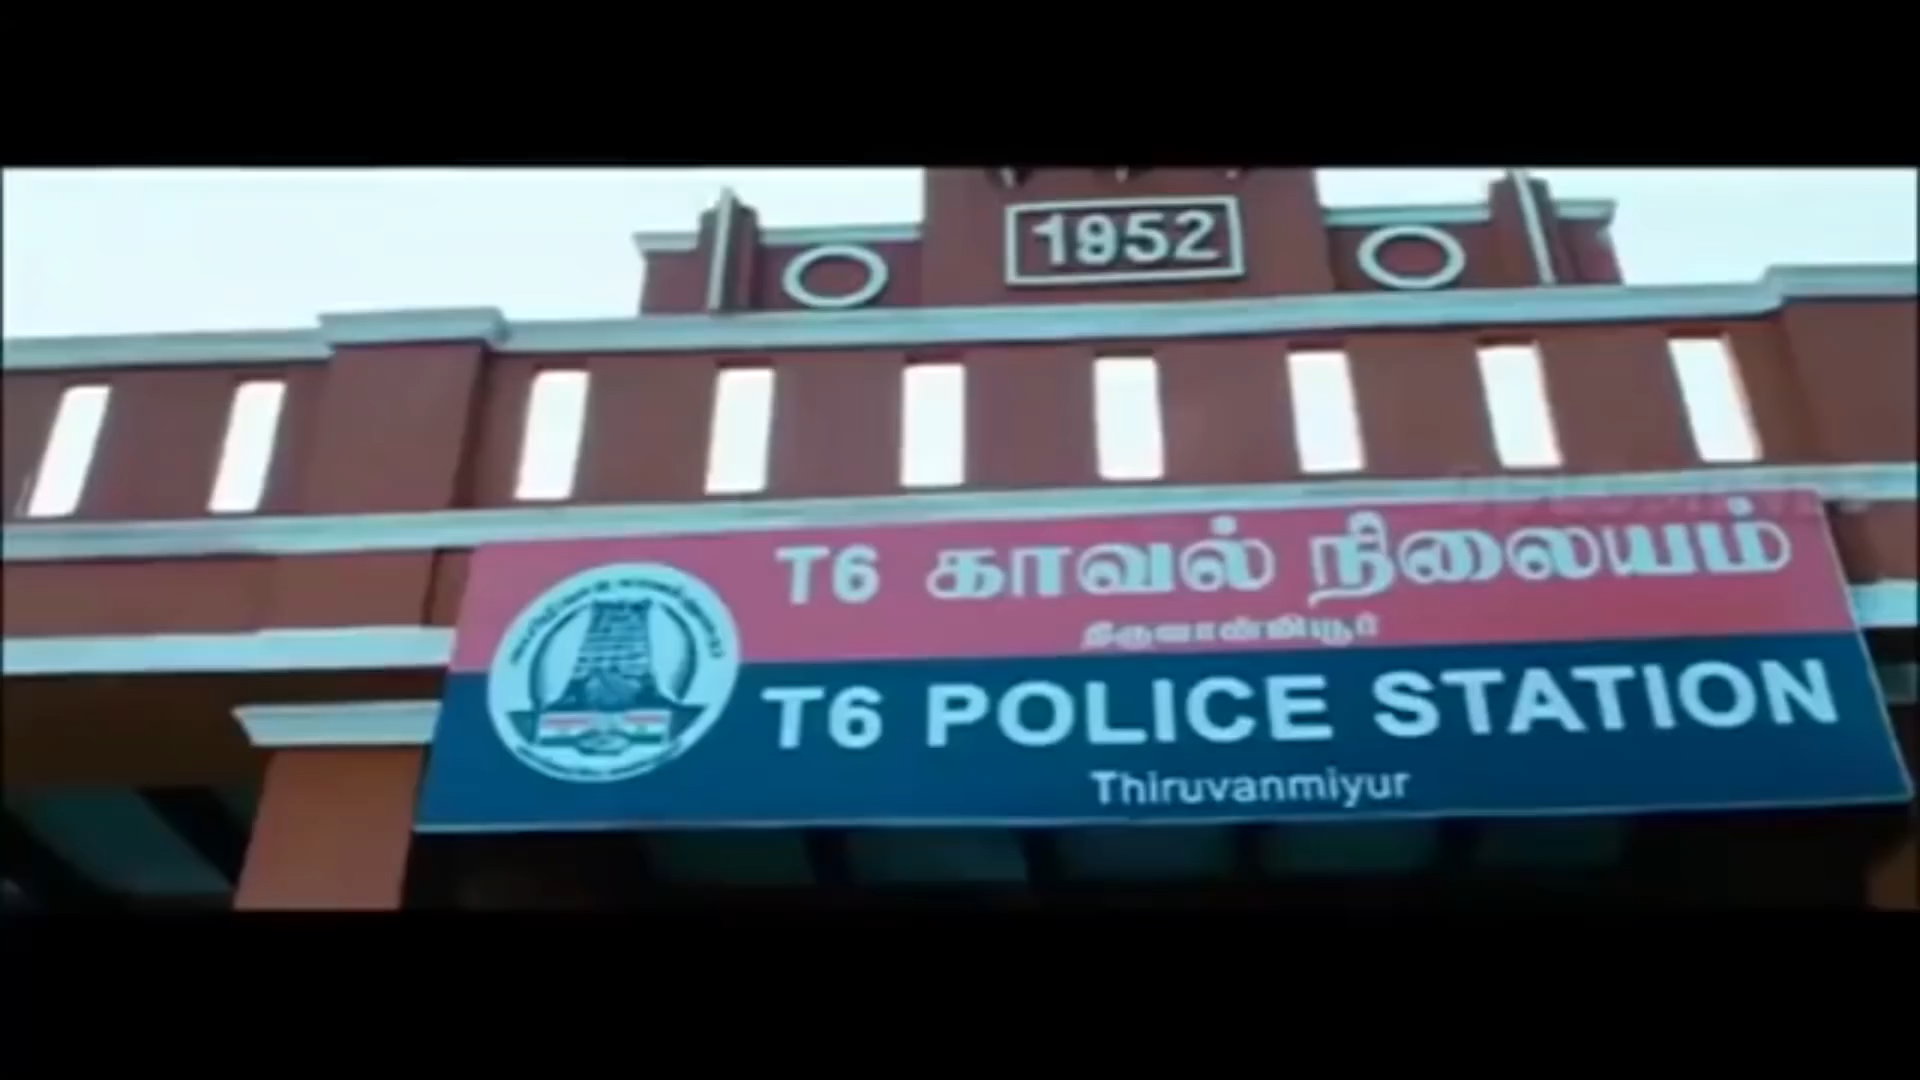 1952
T6 காவல் நிலையம்
திருவான்மியூர்
T6 POLICE STATION
Thiruvanmiyur